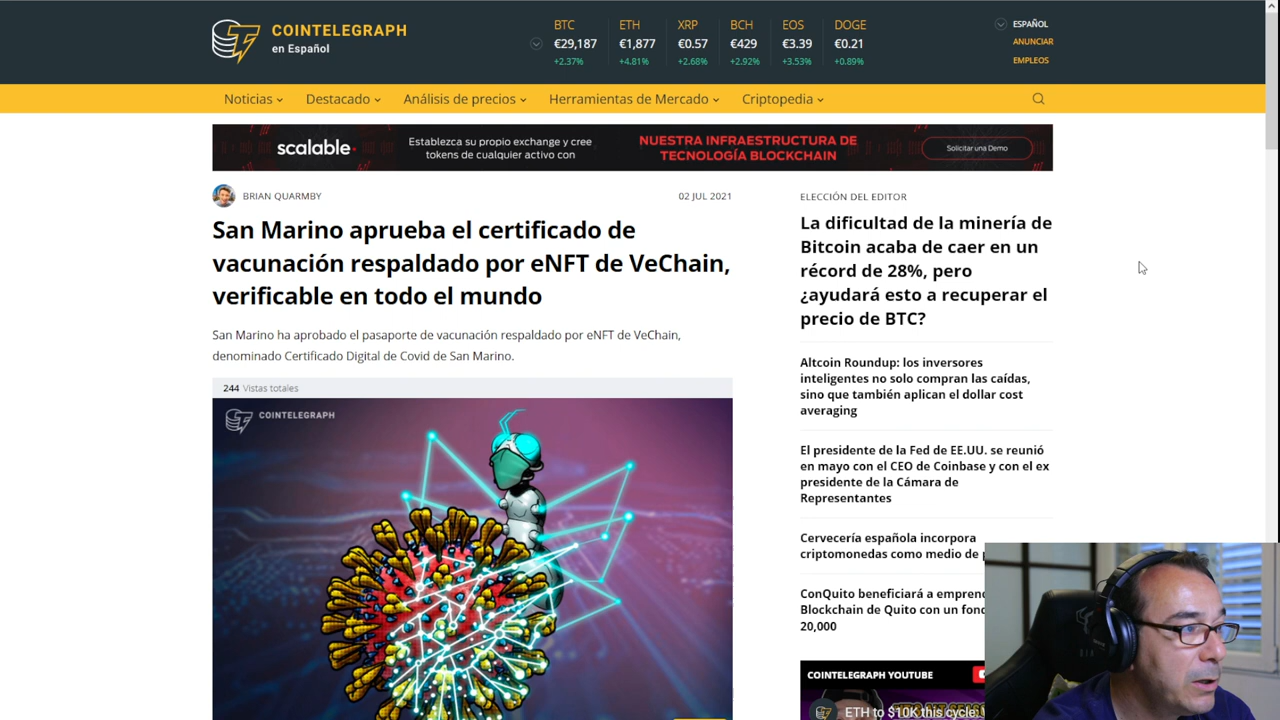 COINTELEGRAPH
en Español
BTC ETH XRP BCH EOS DOGE
€29,187 €1,877 €0.57 €429 €3.39 €0.21
+2.37% +4.81% +2.68% +2.92% +3.53% +0.89%
ESPAÑOL
ANUNCIAR
EMPLEOS
Noticias Destacado Análisis de precios Herramientas de Mercado Criptopedia
scalable.
Establezca su propio exchange y cree
tokens de cualquier activo con
NUESTRA INFRAESTRUCTURA DE
TECNOLOGÍA BLOCKCHAIN
Solicitar una Demo
BRIAN QUARMBY
02 JUL 2021
San Marino aprueba el certificado de
vacunación respaldado por eNFT de VeChain,
verificable en todo el mundo
San Marino ha aprobado el pasaporte de vacunación respaldado por eNFT de VeChain,
denominado Certificado Digital de Covid de San Marino.
244 Vistas totales
COINTELEGRAPH
ELECCIÓN DEL EDITOR
La dificultad de la minería de
Bitcoin acaba de caer en un
récord de 28%, pero
¿ayudará esto a recuperar el
precio de BTC?
Altcoin Roundup: los inversores
inteligentes no solo compran las caídas,
sino que también aplican el dollar cost
averaging
El presidente de la Fed de EE.UU. se reunió
en mayo con el CEO de Coinbase y con el ex
presidente de la Cámara de
Representantes
Cervecería española incorpora
criptomonedas como medio de
ConQuito beneficiará a
Blockchain de Quito con un
20,000
COINTELEGRAPH YOUTUBE
ETH to $10K this cycle: